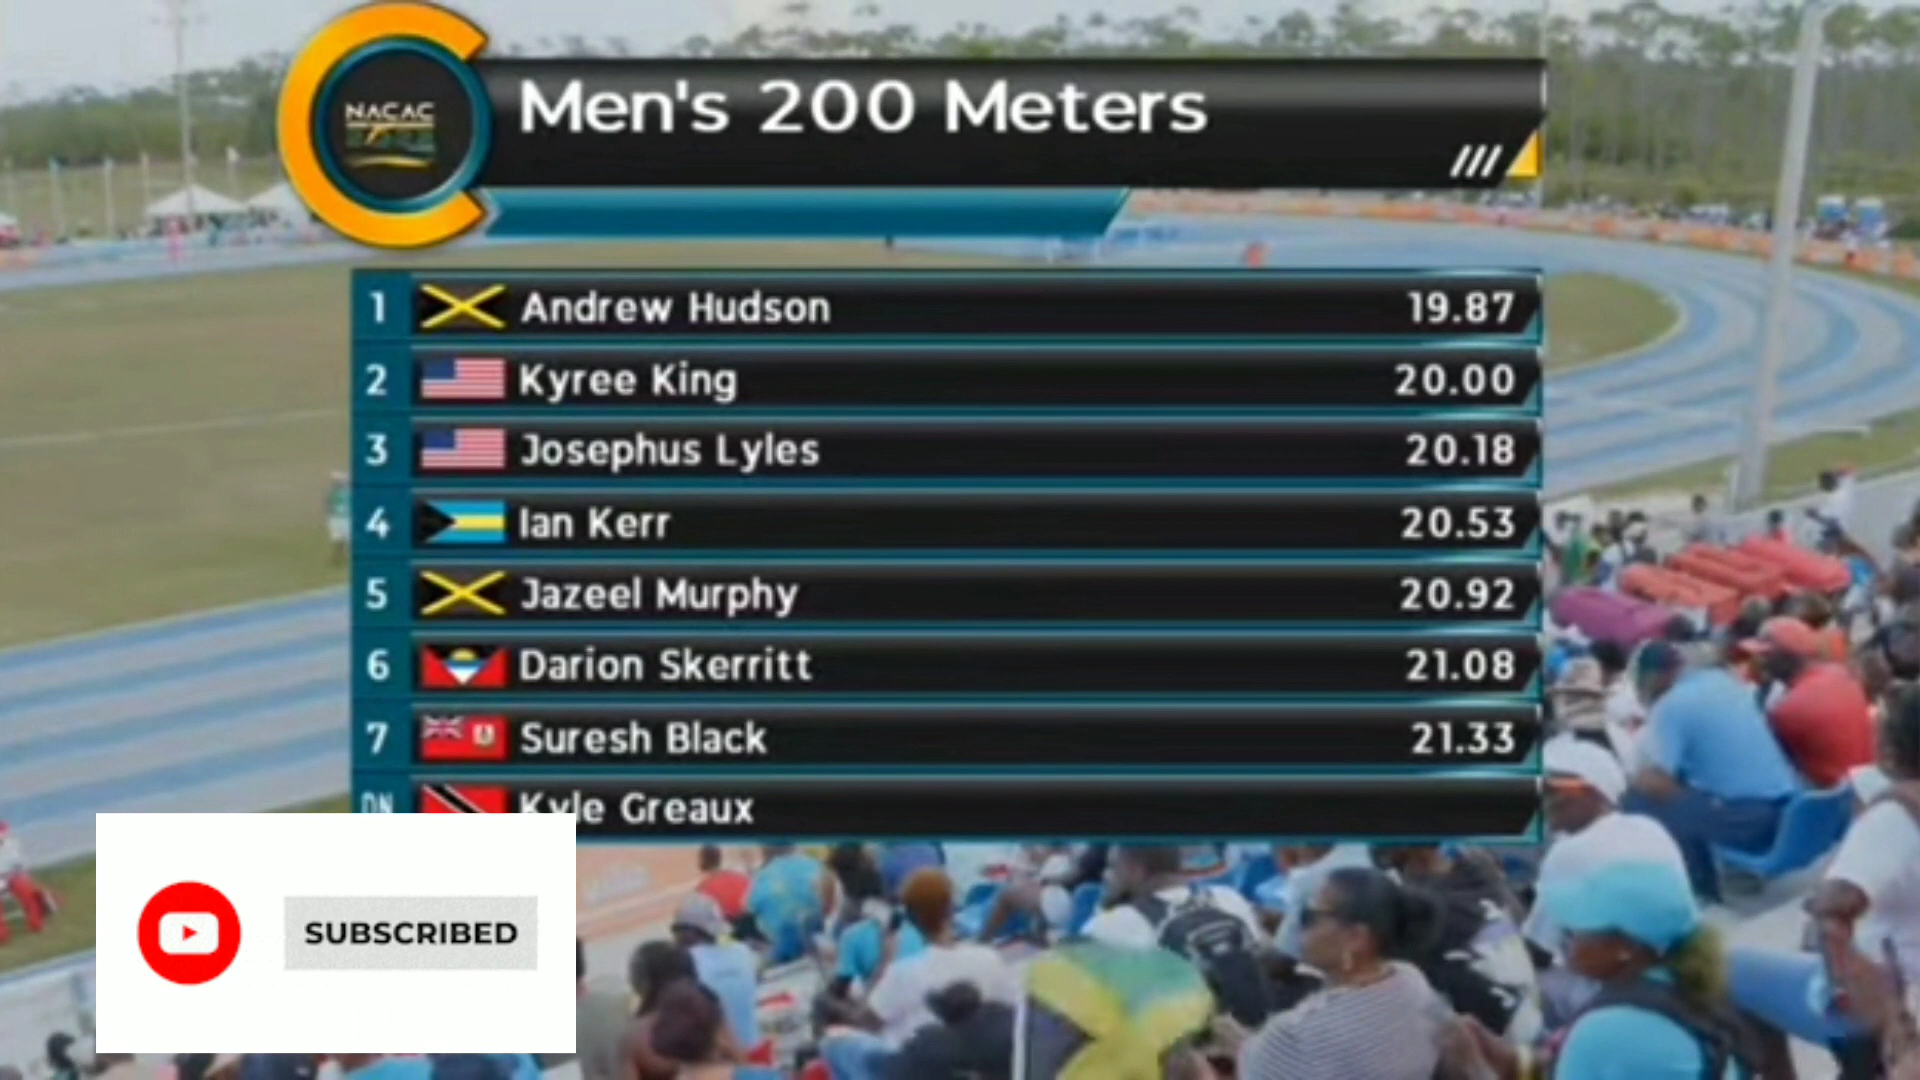 NACAC
Men's 200 Meters
1 Andrew Hudson 19.87
2 Kyree King 20.00
3 Josephus Lyles 20.18
4 Ian Kerr 20.53
5 Jazeel Murphy 20.92
6 Darion Skerritt 21.08
7 Suresh Black 21.33
DN Kyle Greaux
SUBSCRIBED